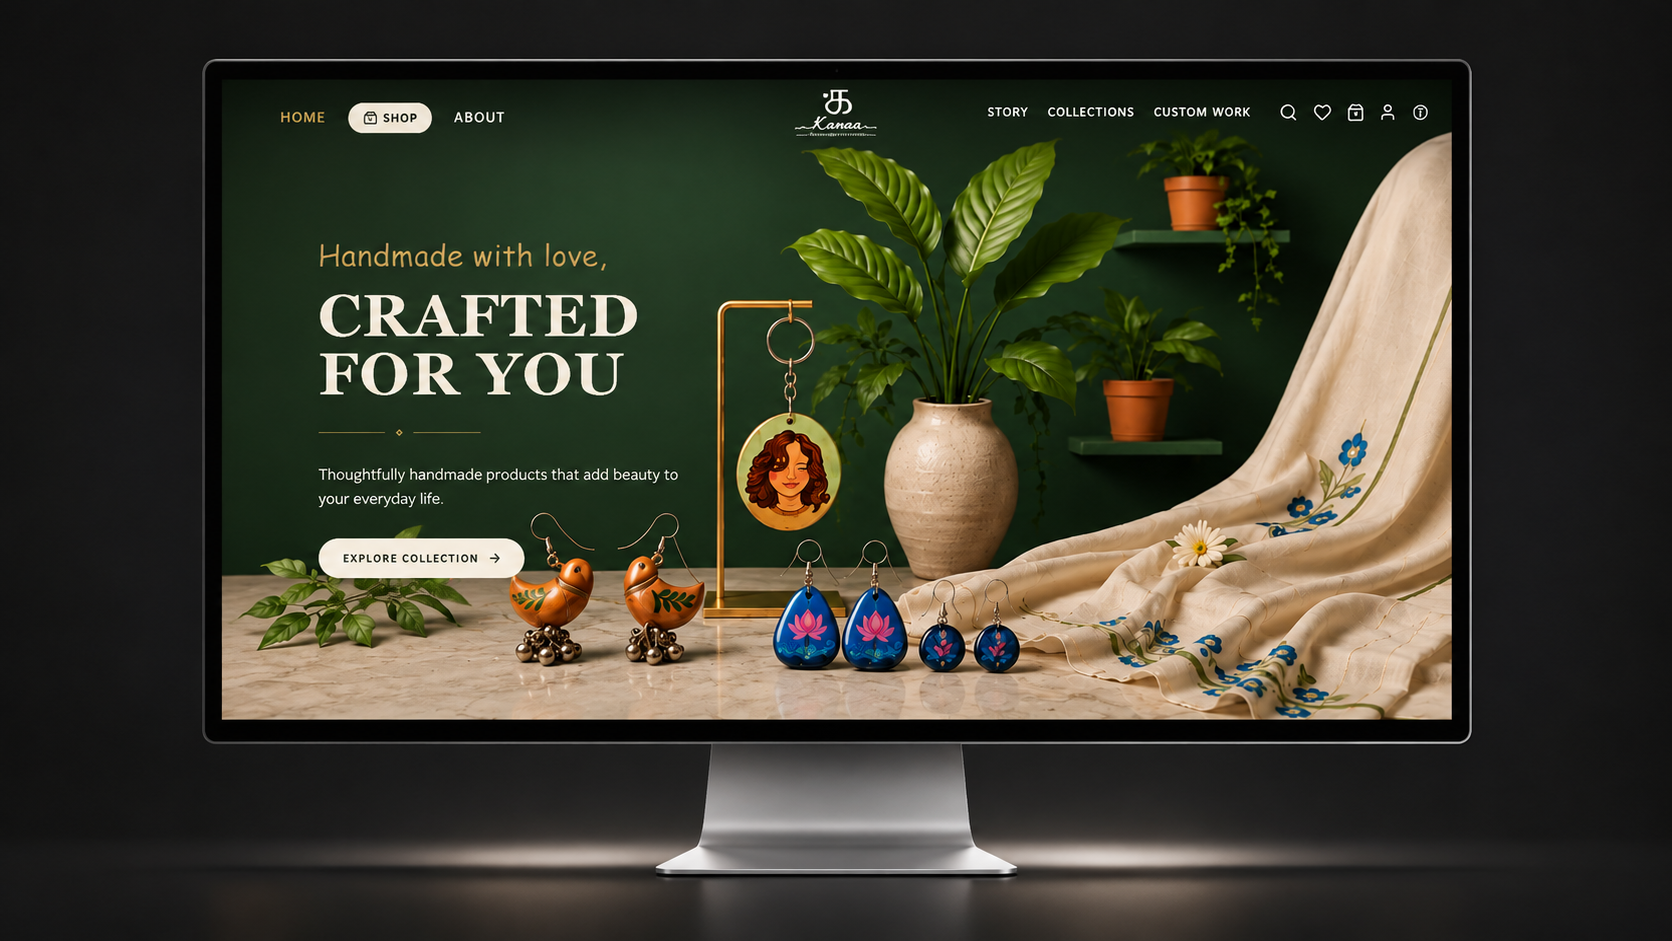 HOME
SHOP
ABOUT
க
Kanaa
STORY
COLLECTIONS
CUSTOM WORK
Handmade with love,
CRAFTED
FOR YOU
Thoughtfully handmade products that add beauty to
your everyday life.
EXPLORE COLLECTION →